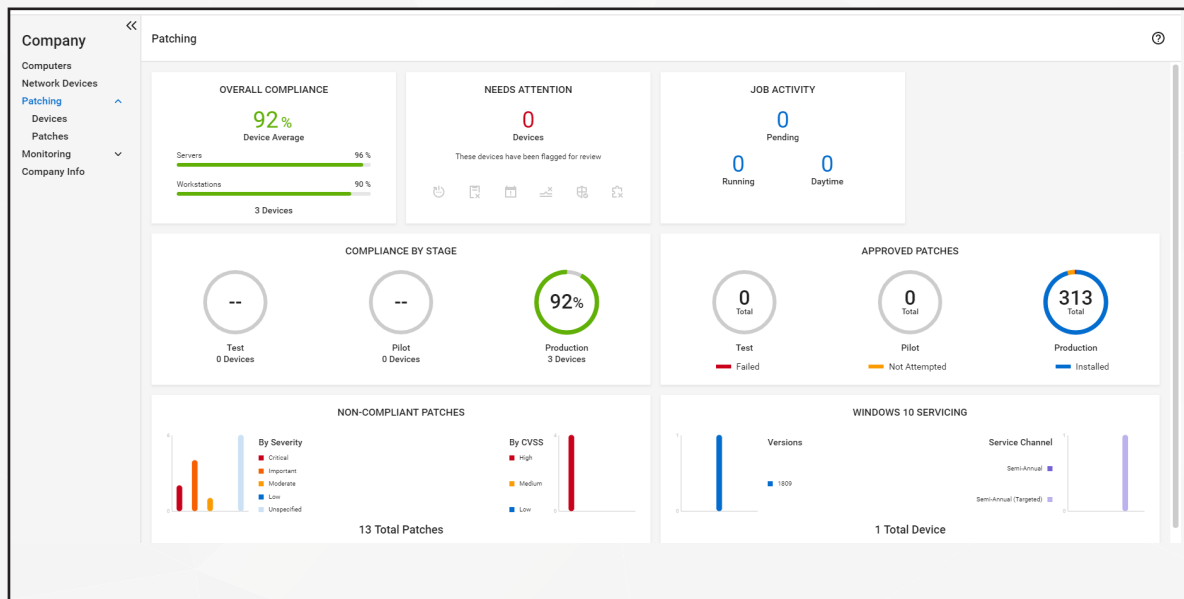 Company
Computers
Network Devices
Patching
Devices
Patches
Monitoring
Company Info
Patching
OVERALL COMPLIANCE
92 %
Device Average
Servers 96 %
Workstations 90 %
3 Devices
NEEDS ATTENTION
0
Devices
These devices have been flagged for review
JOB ACTIVITY
0
Pending
0 0
Running Daytime
COMPLIANCE BY STAGE
-- -- 92%
Test Pilot Production
0 Devices 0 Devices 3 Devices
APPROVED PATCHES
0 0 313
Total Total Total
Test Pilot Production
Failed Not Attempted Installed
NON-COMPLIANT PATCHES
By Severity
Critical
Important
Moderate
Low
Unspecified
By CVSS
High
Medium
Low
13 Total Patches
WINDOWS 10 SERVICING
1
0
Versions
1809
Service Channel
Semi-Annual
Semi-Annual (Targeted)
1
0
1 Total Device